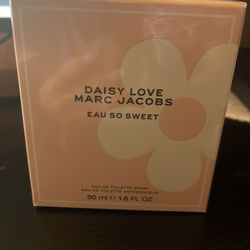 DAISY LOVE
MARC JACOBS
EAU SO SWEET
EAU DE TOILETTE SPRAY
EAU DE TOILETTE VAPORISATEUR
50 ml ℮ 1.6 FL OZ